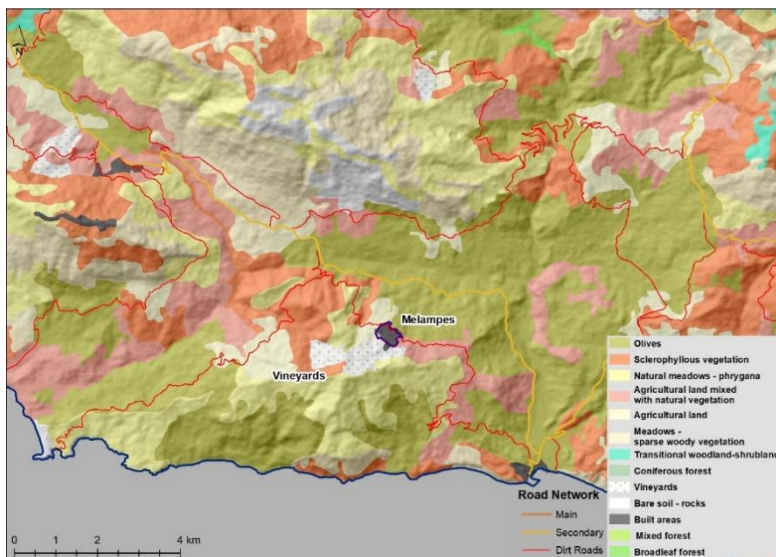 N
Melampes
Vineyards
Olives
Sclerophyllous vegetation
Natural meadows - phrygana
Agricultural land mixed
with natural vegetation
Agricultural land
Meadows -
sparse woody vegetation
Transitional woodland-shrubland
Coniferous forest
Vineyards
Bare soil - rocks
Built areas
Mixed forest
Broadleaf forest
Road Network
Main
Secondary
Dirt Roads
0 1 2 4 km